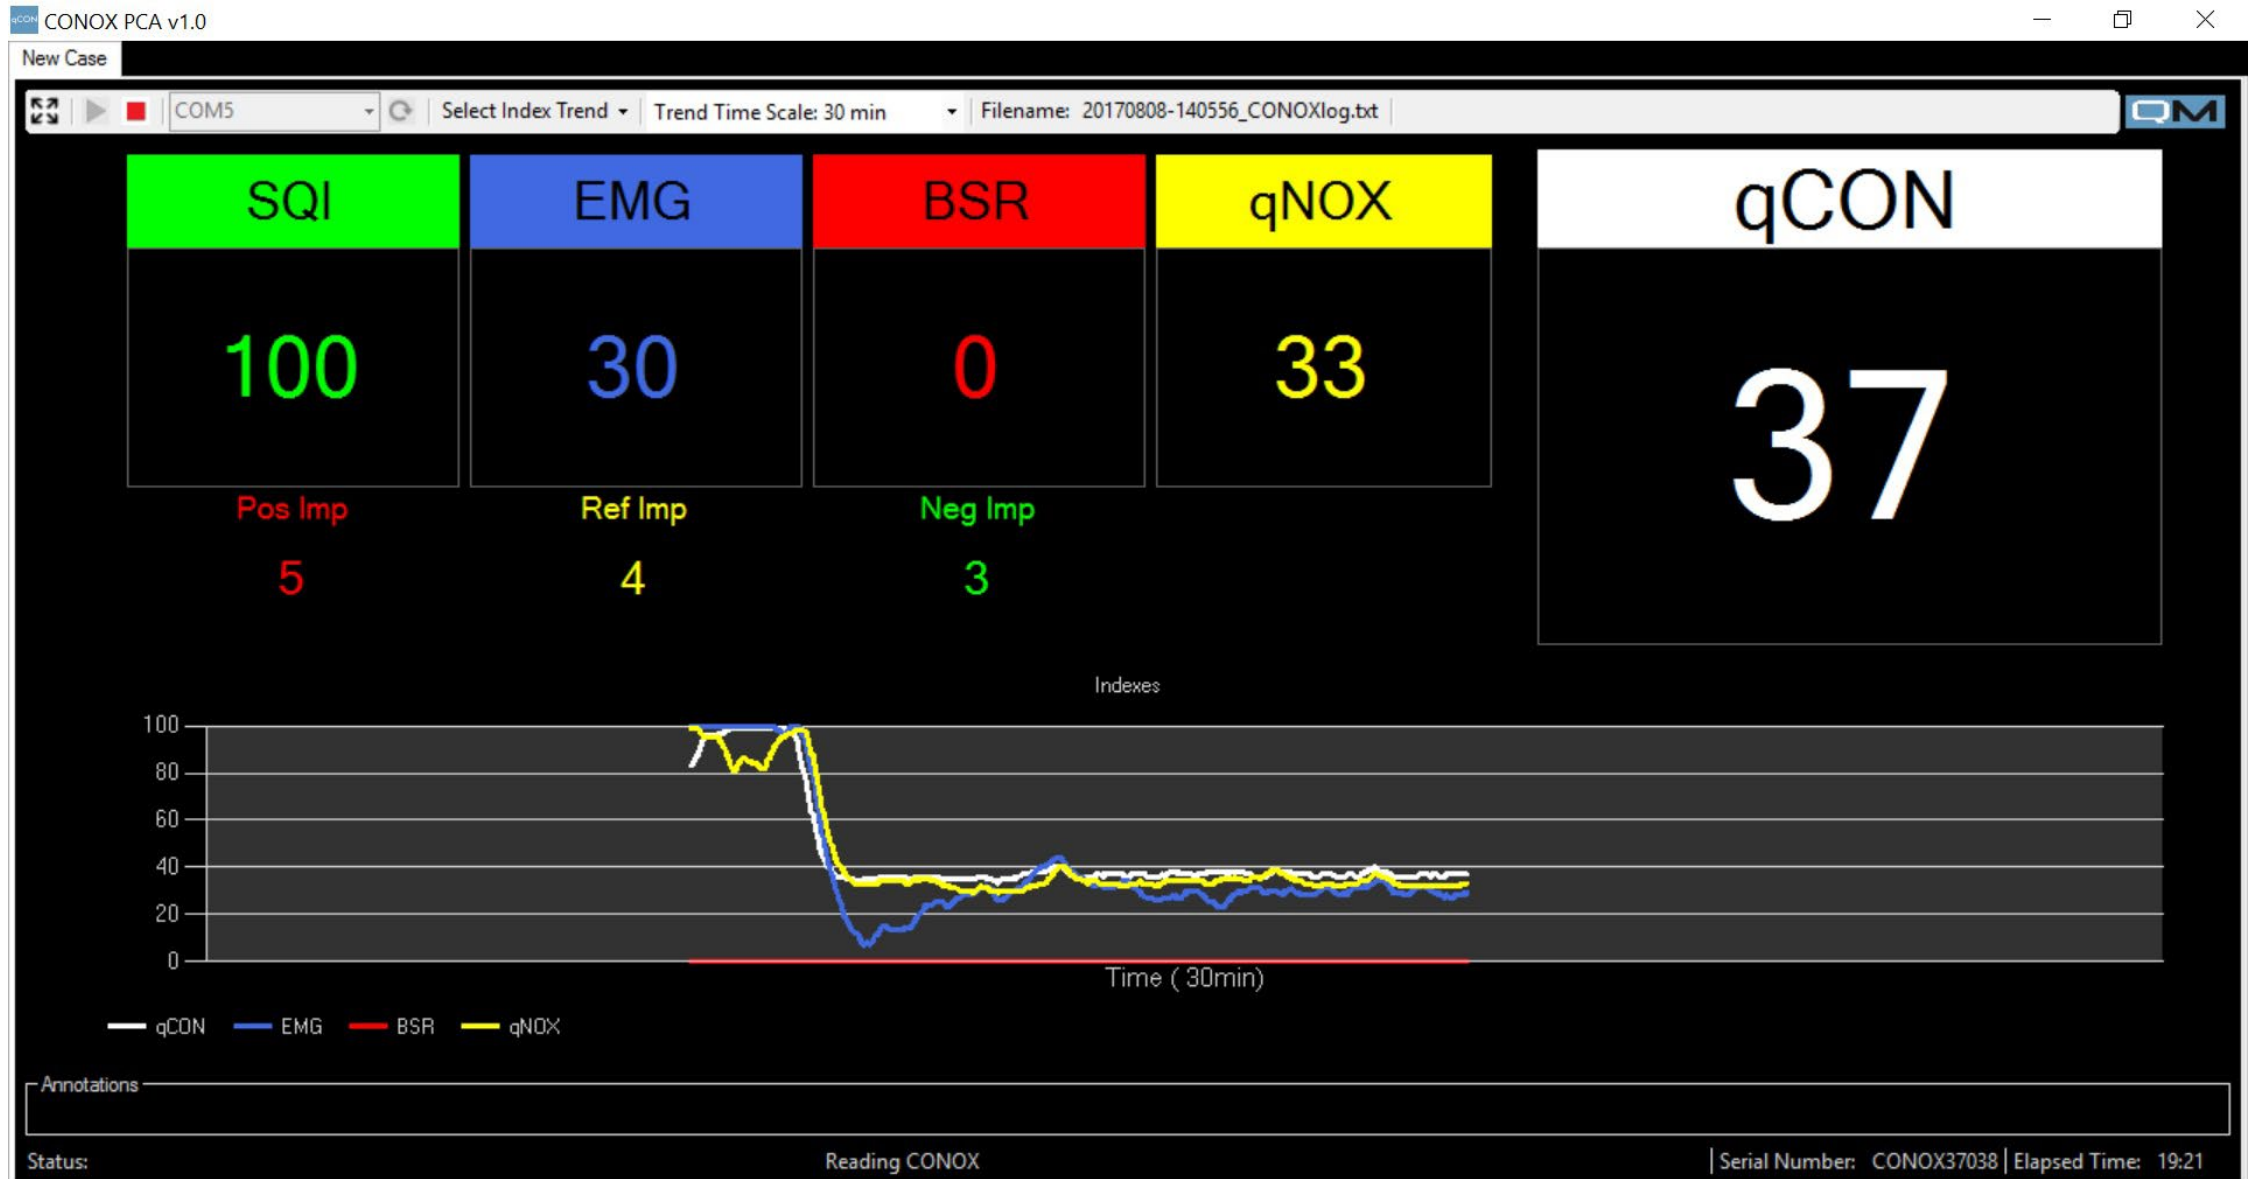 qCON CONOX PCA v1.0
New Case
COM5 Select Index Trend Trend Time Scale: 30 min Filename: 20170808-140556_CONOXlog.txt QM
SQI EMG BSR qNOX qCON
100 30 0 33 37
Pos Imp Ref Imp Neg Imp
5 4 3
Indexes
100
80
60
40
20
0
Time ( 30min)
qCON EMG BSR qNOX
Annotations
Status: Reading CONOX Serial Number: CONOX37038 Elapsed Time: 19:21